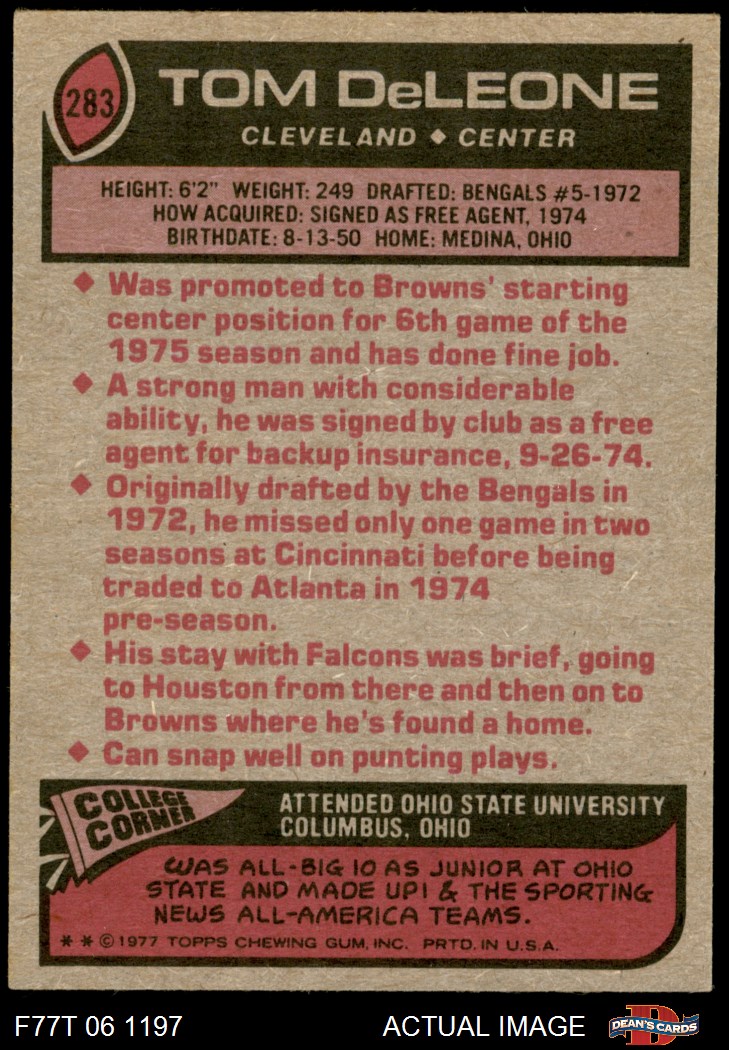 283
TOM DeLEONE
CLEVELAND ◆ CENTER
HEIGHT: 6'2" WEIGHT: 249 DRAFTED: BENGALS #5-1972
HOW ACQUIRED: SIGNED AS FREE AGENT, 1974
BIRTHDATE: 8-13-50 HOME: MEDINA, OHIO
◆ Was promoted to Browns' starting
center position for 6th game of the
1975 season and has done fine job.
◆ A strong man with considerable
ability, he was signed by club as a free
agent for backup insurance, 9-26-74.
◆ Originally drafted by the Bengals in
1972, he missed only one game in two
seasons at Cincinnati before being
traded to Atlanta in 1974
pre-season.
◆ His stay with Falcons was brief, going
to Houston from there and then on to
Browns where he's found a home.
◆ Can snap well on punting plays.
COLLEGE
CORNER
ATTENDED OHIO STATE UNIVERSITY
COLUMBUS, OHIO
WAS ALL-BIG 10 AS JUNIOR AT OHIO
STATE AND MADE UPI & THE SPORTING
NEWS ALL-AMERICA TEAMS.
* * © 1977 TOPPS CHEWING GUM, INC. PRTD. IN U.S.A.
F77T 06 1197
ACTUAL IMAGE
D
DEAN'S CARDS